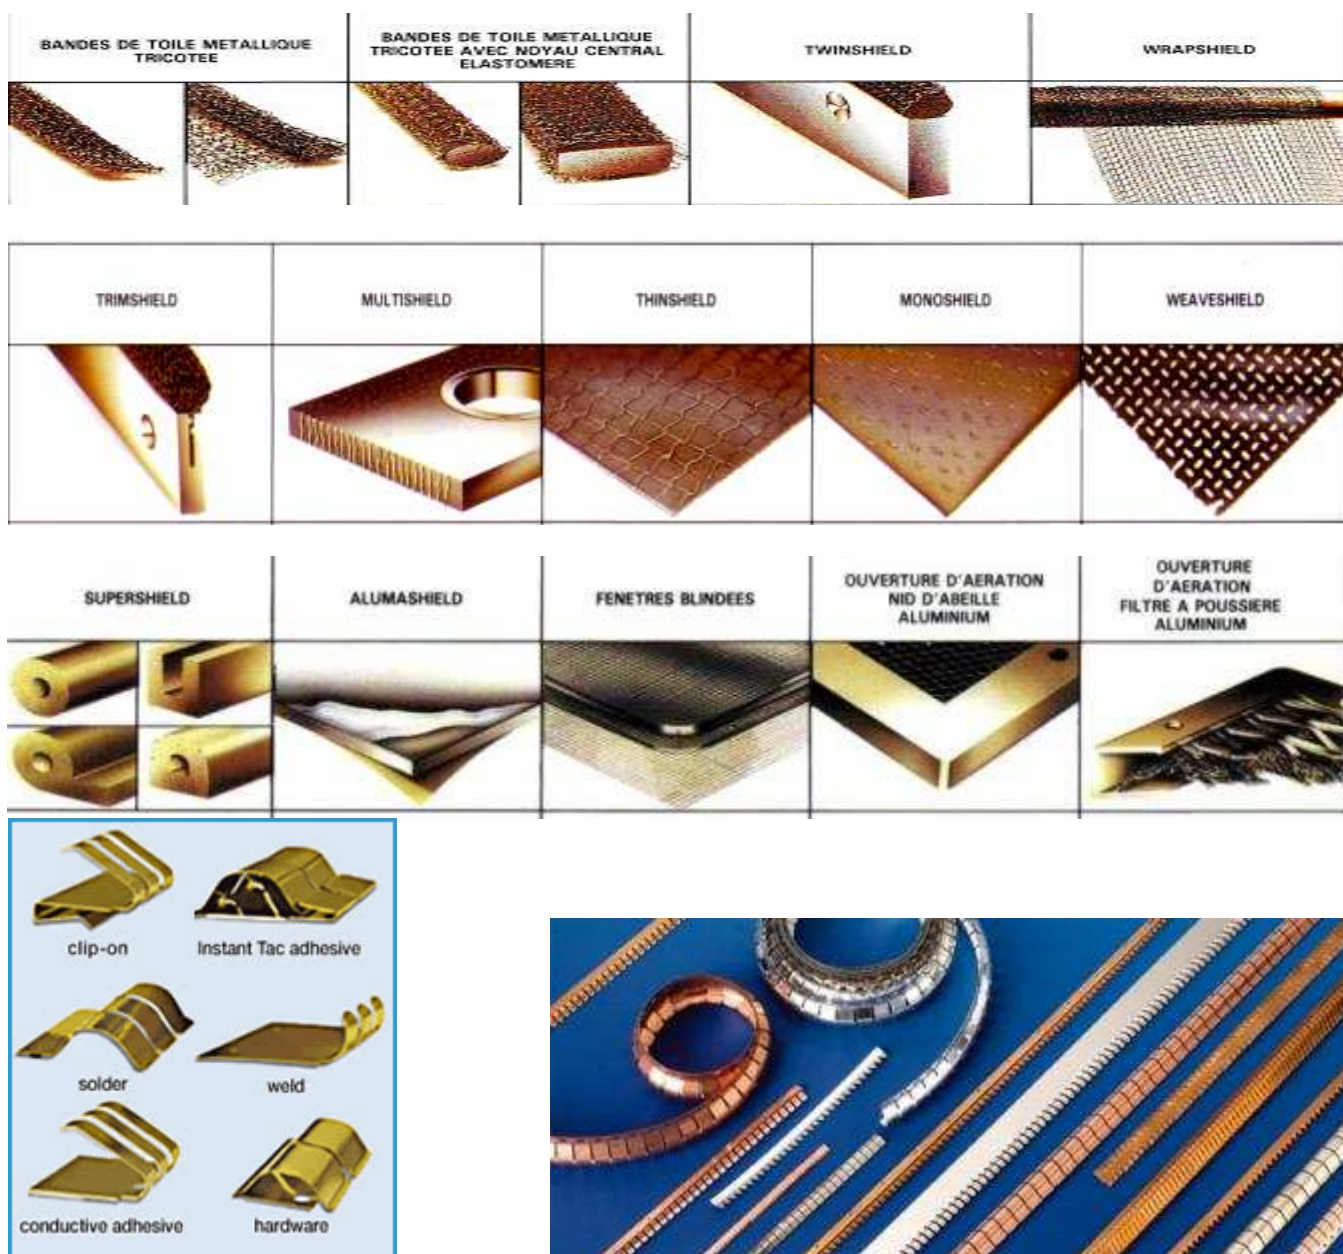 BANDES DE TOILE METALLIQUE
TRICOTEE
BANDES DE TOILE METALLIQUE
TRICOTEE AVEC NOYAU CENTRAL
ELASTOMERE
TWINSHIELD
WRAPSHIELD
TRIMSHIELD
MULTISHIELD
THINSHIELD
MONOSHIELD
WEAVESHIELD
SUPERSHIELD
ALUMASHIELD
FENETRES BLINDEES
OUVERTURE D'AERATION
NID D'ABEILLE
ALUMINIUM
OUVERTURE
D'AERATION
FILTRE A POUSSIERE
ALUMINIUM
clip-on
Instant Tac adhesive
solder
weld
conductive adhesive
hardware